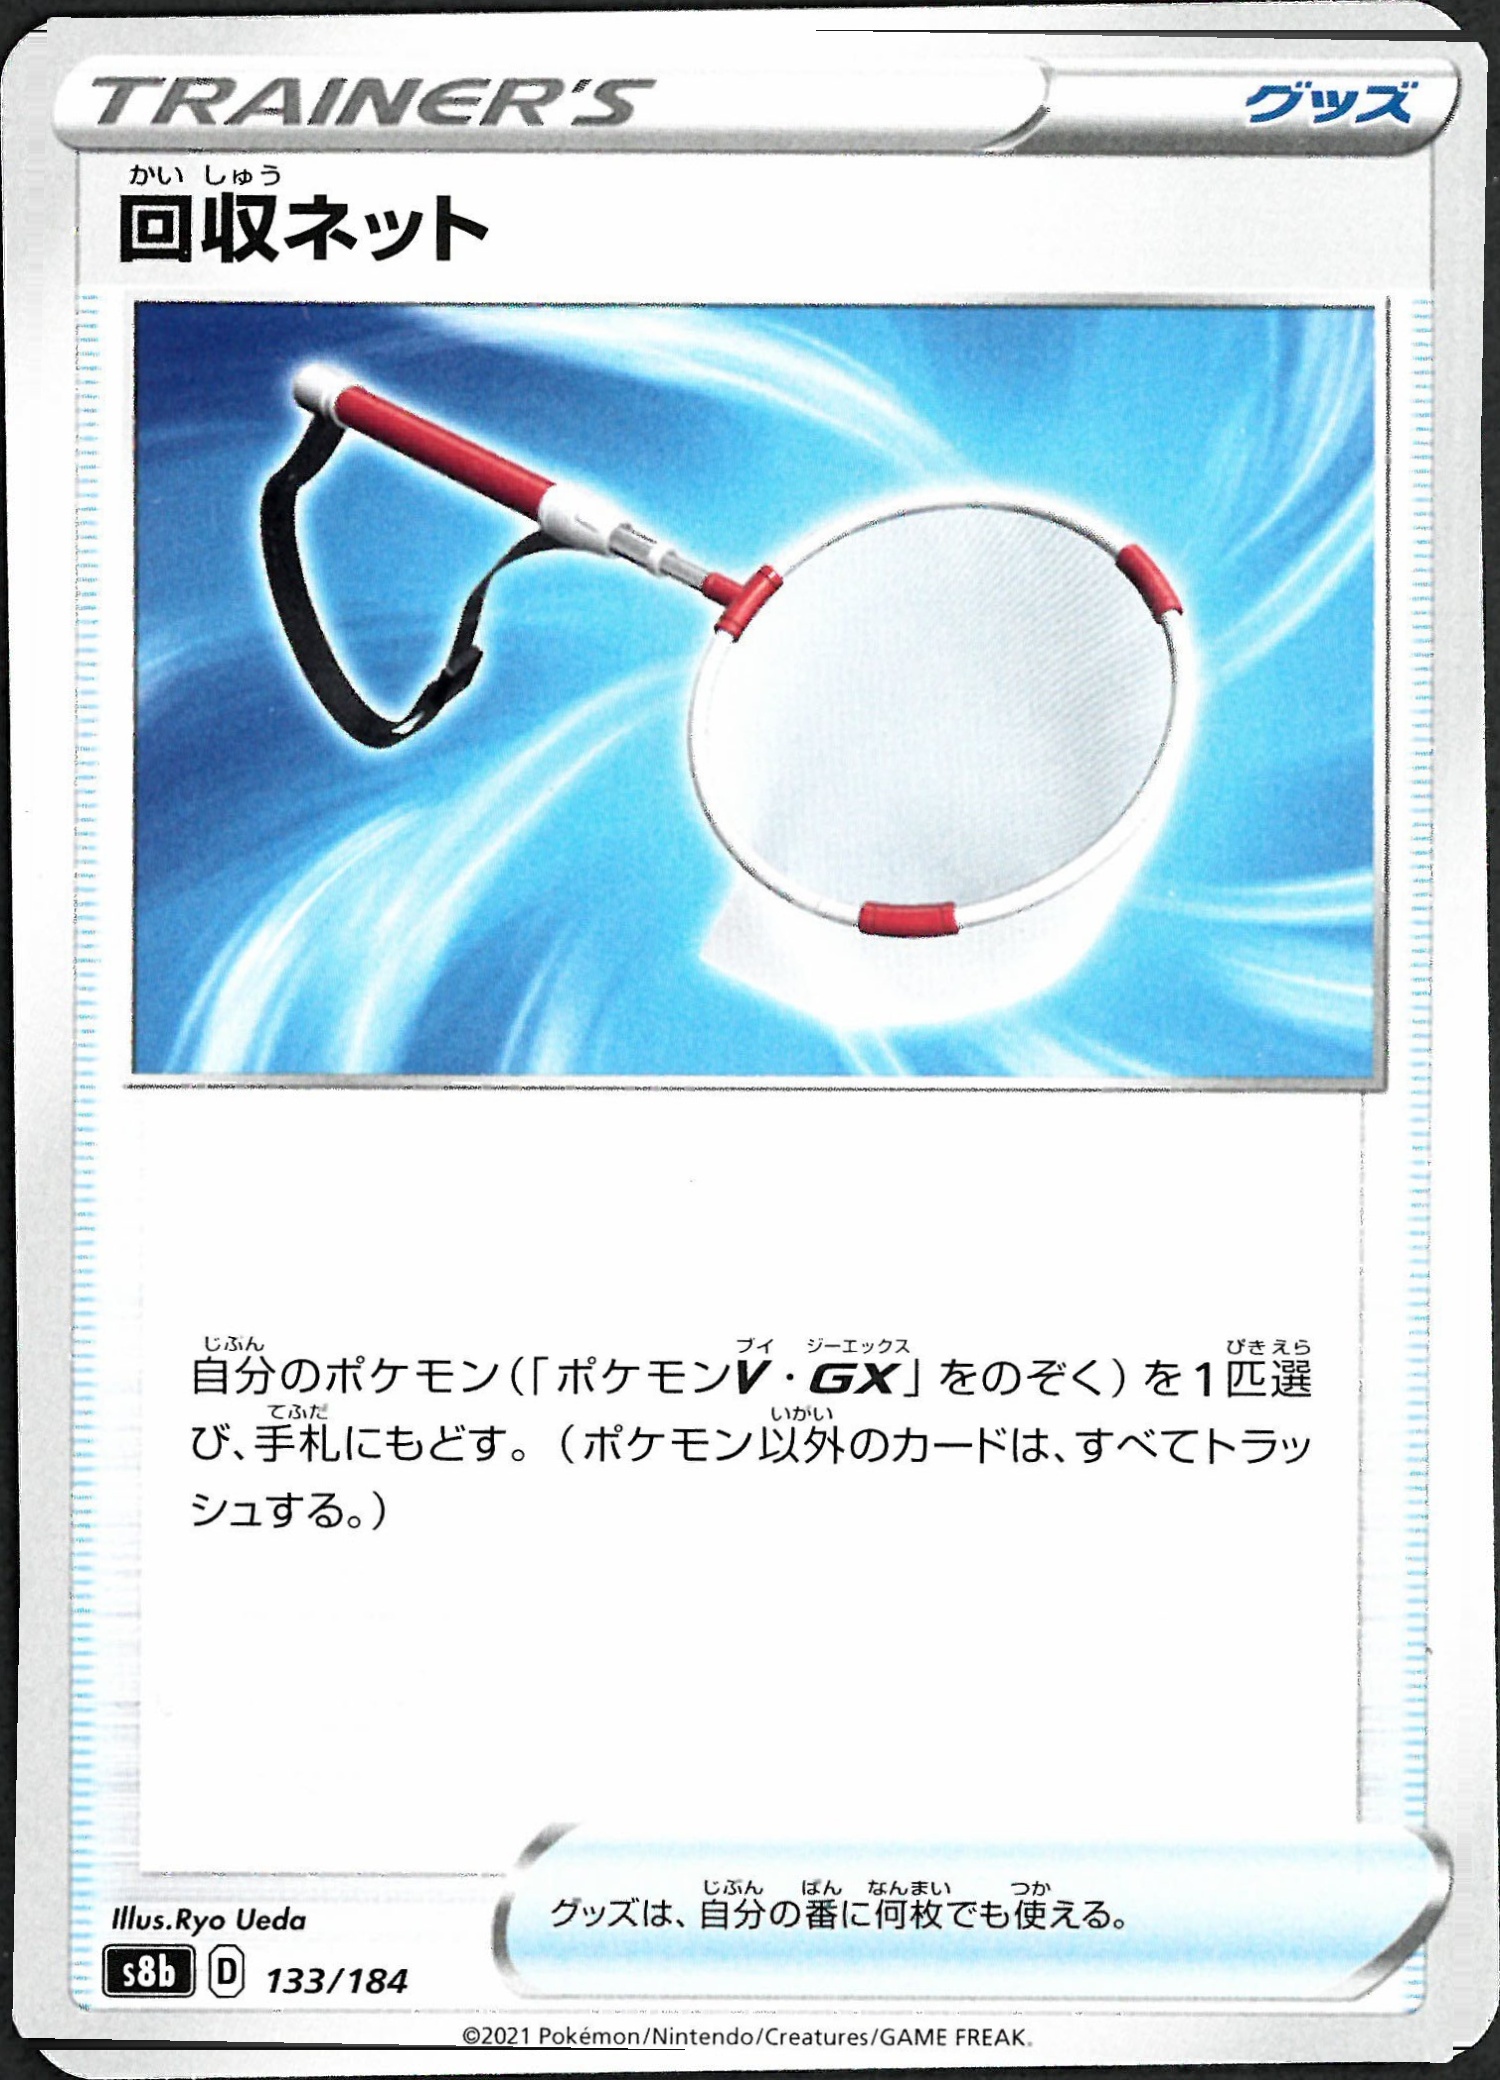 TRAINER'S
グッズ
かいしゅう
回収ネット
じぶん ブイ ジーエックス ぴきえら
自分のポケモン(「ポケモンV・GX」をのぞく)を1匹選
てふだ いがい
び、手札にもどす。(ポケモン以外のカードは、すべてトラッ
シュする。)
じぶん ばん なんまい つか
グッズは、自分の番に何枚でも使える。
Illus.Ryo Ueda
s8b D 133/184
©2021 Pokémon/Nintendo/Creatures/GAME FREAK.